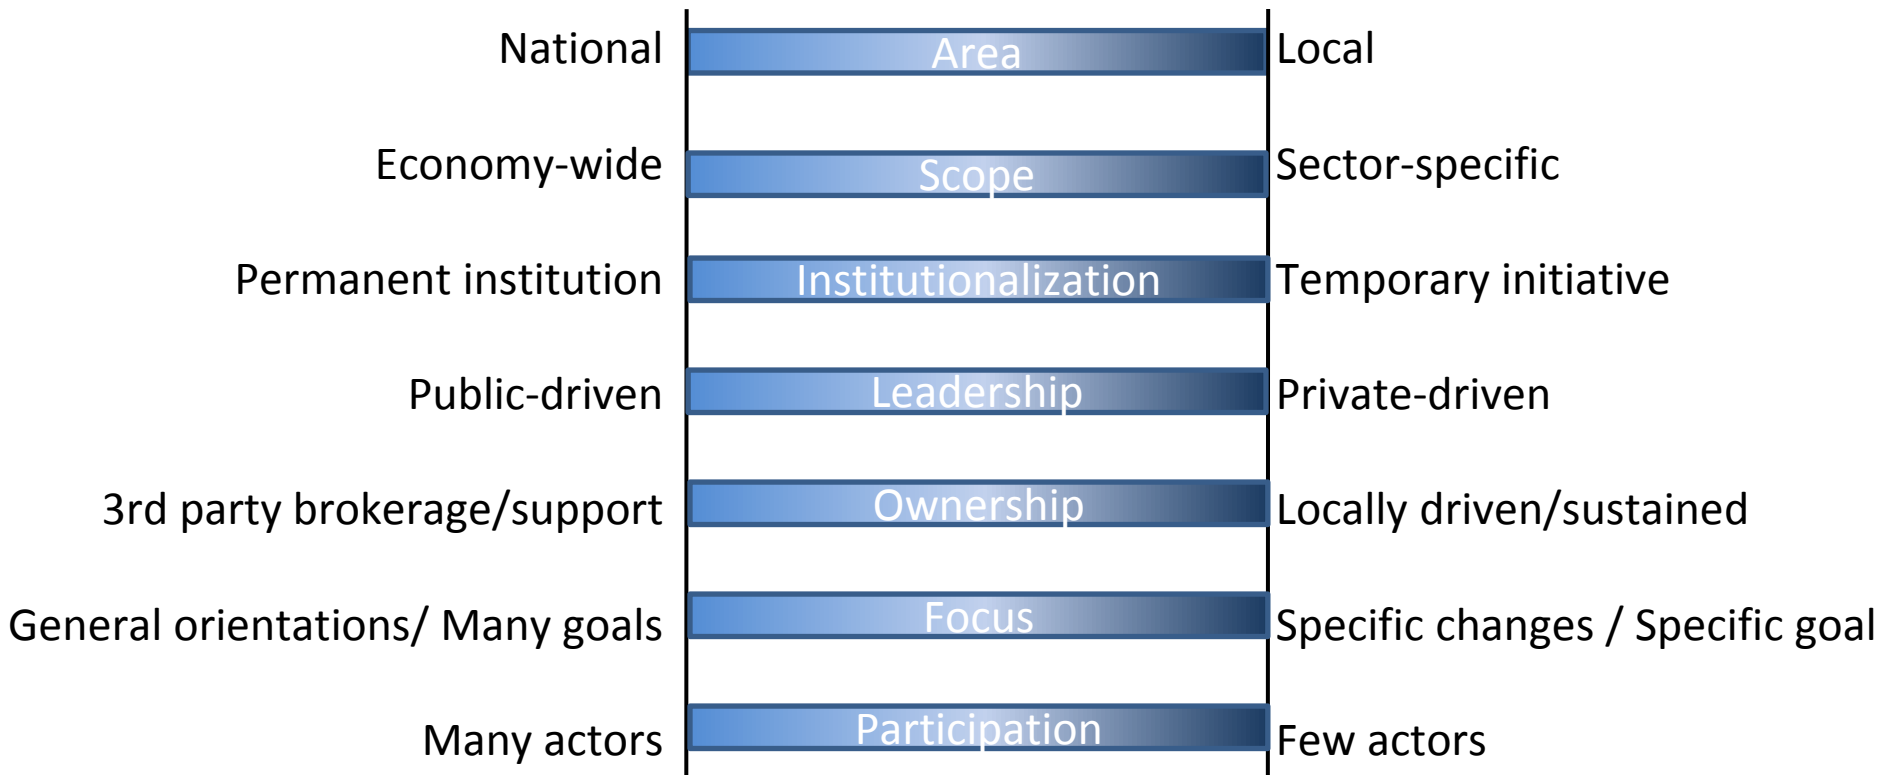 National Area Local
Economy-wide Scope Sector-specific
Permanent institution Institutionalization Temporary initiative
Public-driven Leadership Private-driven
3rd party brokerage/support Ownership Locally driven/sustained
General orientations/ Many goals Focus Specific changes / Specific goal
Many actors Participation Few actors